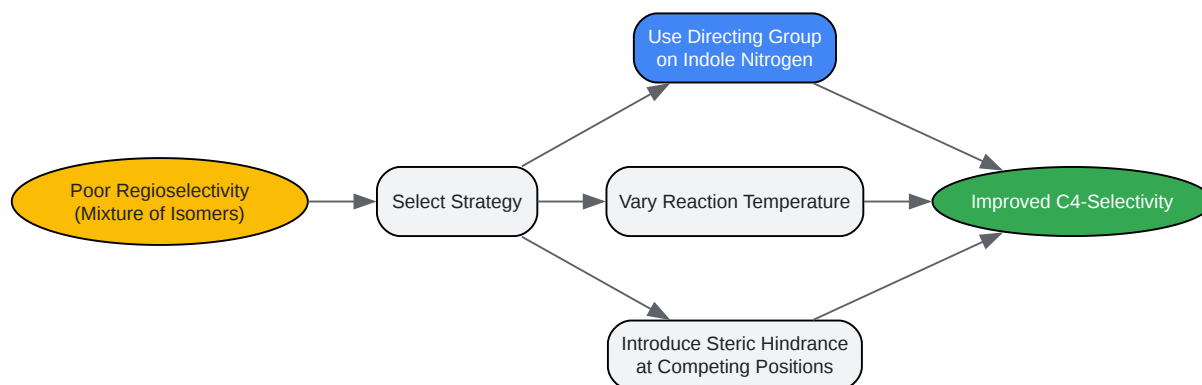 Poor Regioselectivity
(Mixture of Isomers)
Select Strategy
Use Directing Group
on Indole Nitrogen
Vary Reaction Temperature
Introduce Steric Hindrance
at Competing Positions
Improved C4-Selectivity